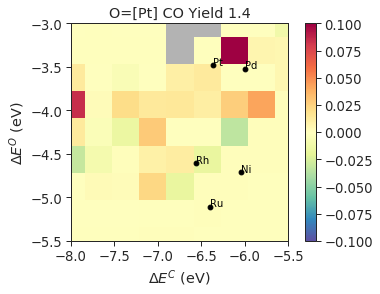 O=[Pt] CO Yield 1.4
−3.0
−3.5
−4.0
−4.5
−5.0
−5.5
ΔE^O (eV)
Pt
Pd
Rh
Ni
Ru
−8.0 −7.5 −7.0 −6.5 −6.0 −5.5
ΔE^C (eV)
0.100
0.075
0.050
0.025
0.000
−0.025
−0.050
−0.075
−0.100